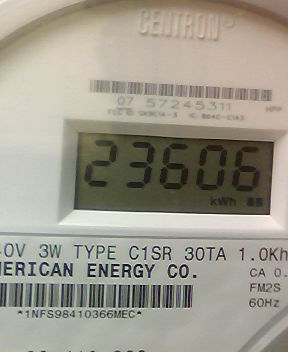 CENTRON
07 57245311
23606
kWh
3W TYPE C1SR 30TA 1.0Kh
MERICAN ENERGY CO.
CA 0.
FM2S
60Hz
*1NFS98410366MEC*